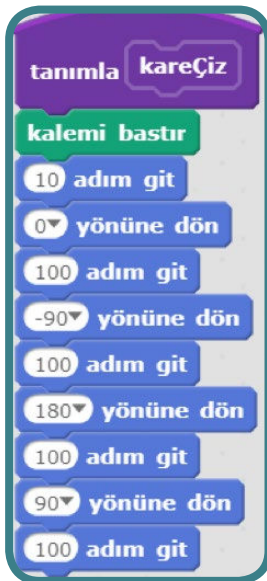 tanımla kareÇiz
kalemi bastır
10 adım git
0 yönüne dön
100 adım git
-90 yönüne dön
100 adım git
180 yönüne dön
100 adım git
90 yönüne dön
100 adım git